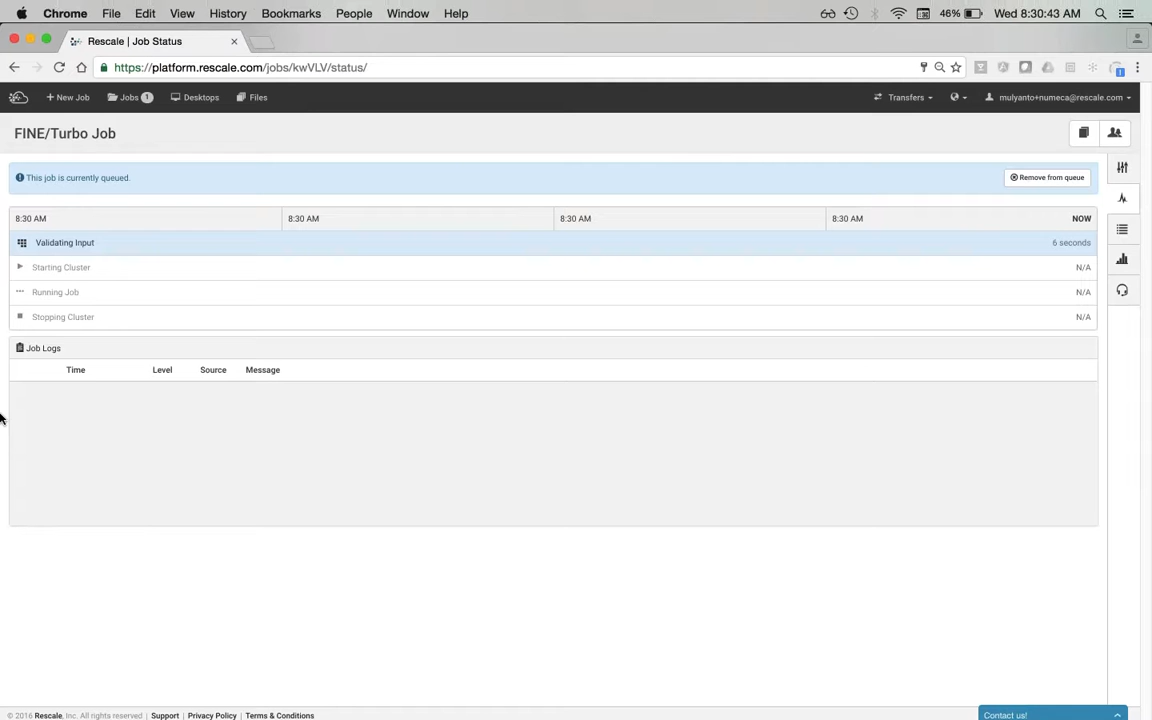 Chrome File Edit View History Bookmarks People Window Help 46% Wed 8:30:43 AM
Rescale | Job Status
https://platform.rescale.com/jobs/kwVLV/status/
+ New Job Jobs 1 Desktops Files Transfers mulyanto+numeca@rescale.com
FINE/Turbo Job
This job is currently queued. Remove from queue
8:30 AM 8:30 AM 8:30 AM 8:30 AM NOW
Validating Input 6 seconds
Starting Cluster N/A
Running Job N/A
Stopping Cluster N/A
Job Logs
Time Level Source Message
© 2016 Rescale, Inc. All rights reserved | Support | Privacy Policy | Terms & Conditions Contact us!